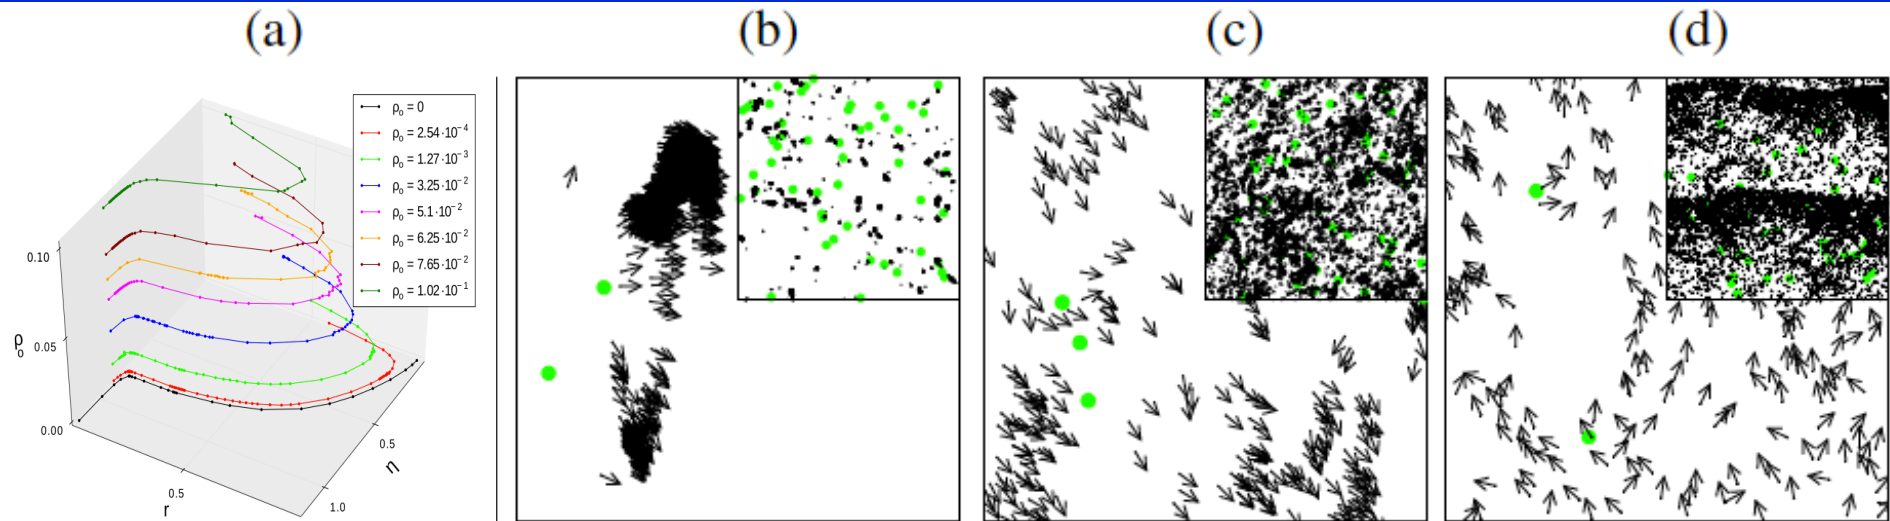 (a) (b) (c) (d)
ρ₀ = 0
ρ₀ = 2.54·10⁻⁴
ρ₀ = 1.27·10⁻³
ρ₀ = 3.25·10⁻²
ρ₀ = 5.1·10⁻²
ρ₀ = 6.25·10⁻²
ρ₀ = 7.65·10⁻²
ρ₀ = 1.02·10⁻¹
0.10
ρ₀ 0.05
0.00
0.5
r
0.5
η
1.0